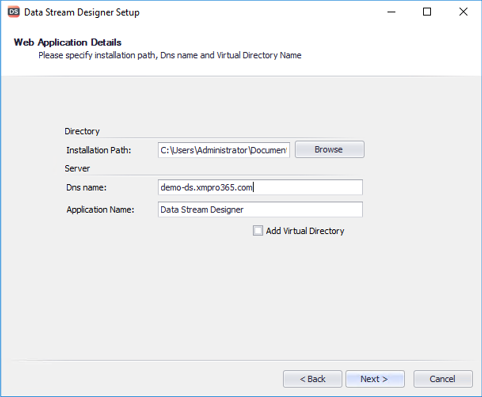 DS Data Stream Designer Setup
Web Application Details
Please specify installation path, Dns name and Virtual Directory Name
Directory
Installation Path: C:\Users\Administrator\Document Browse
Server
Dns name: demo-ds.xmpro365.com
Application Name: Data Stream Designer
Add Virtual Directory
< Back Next > Cancel